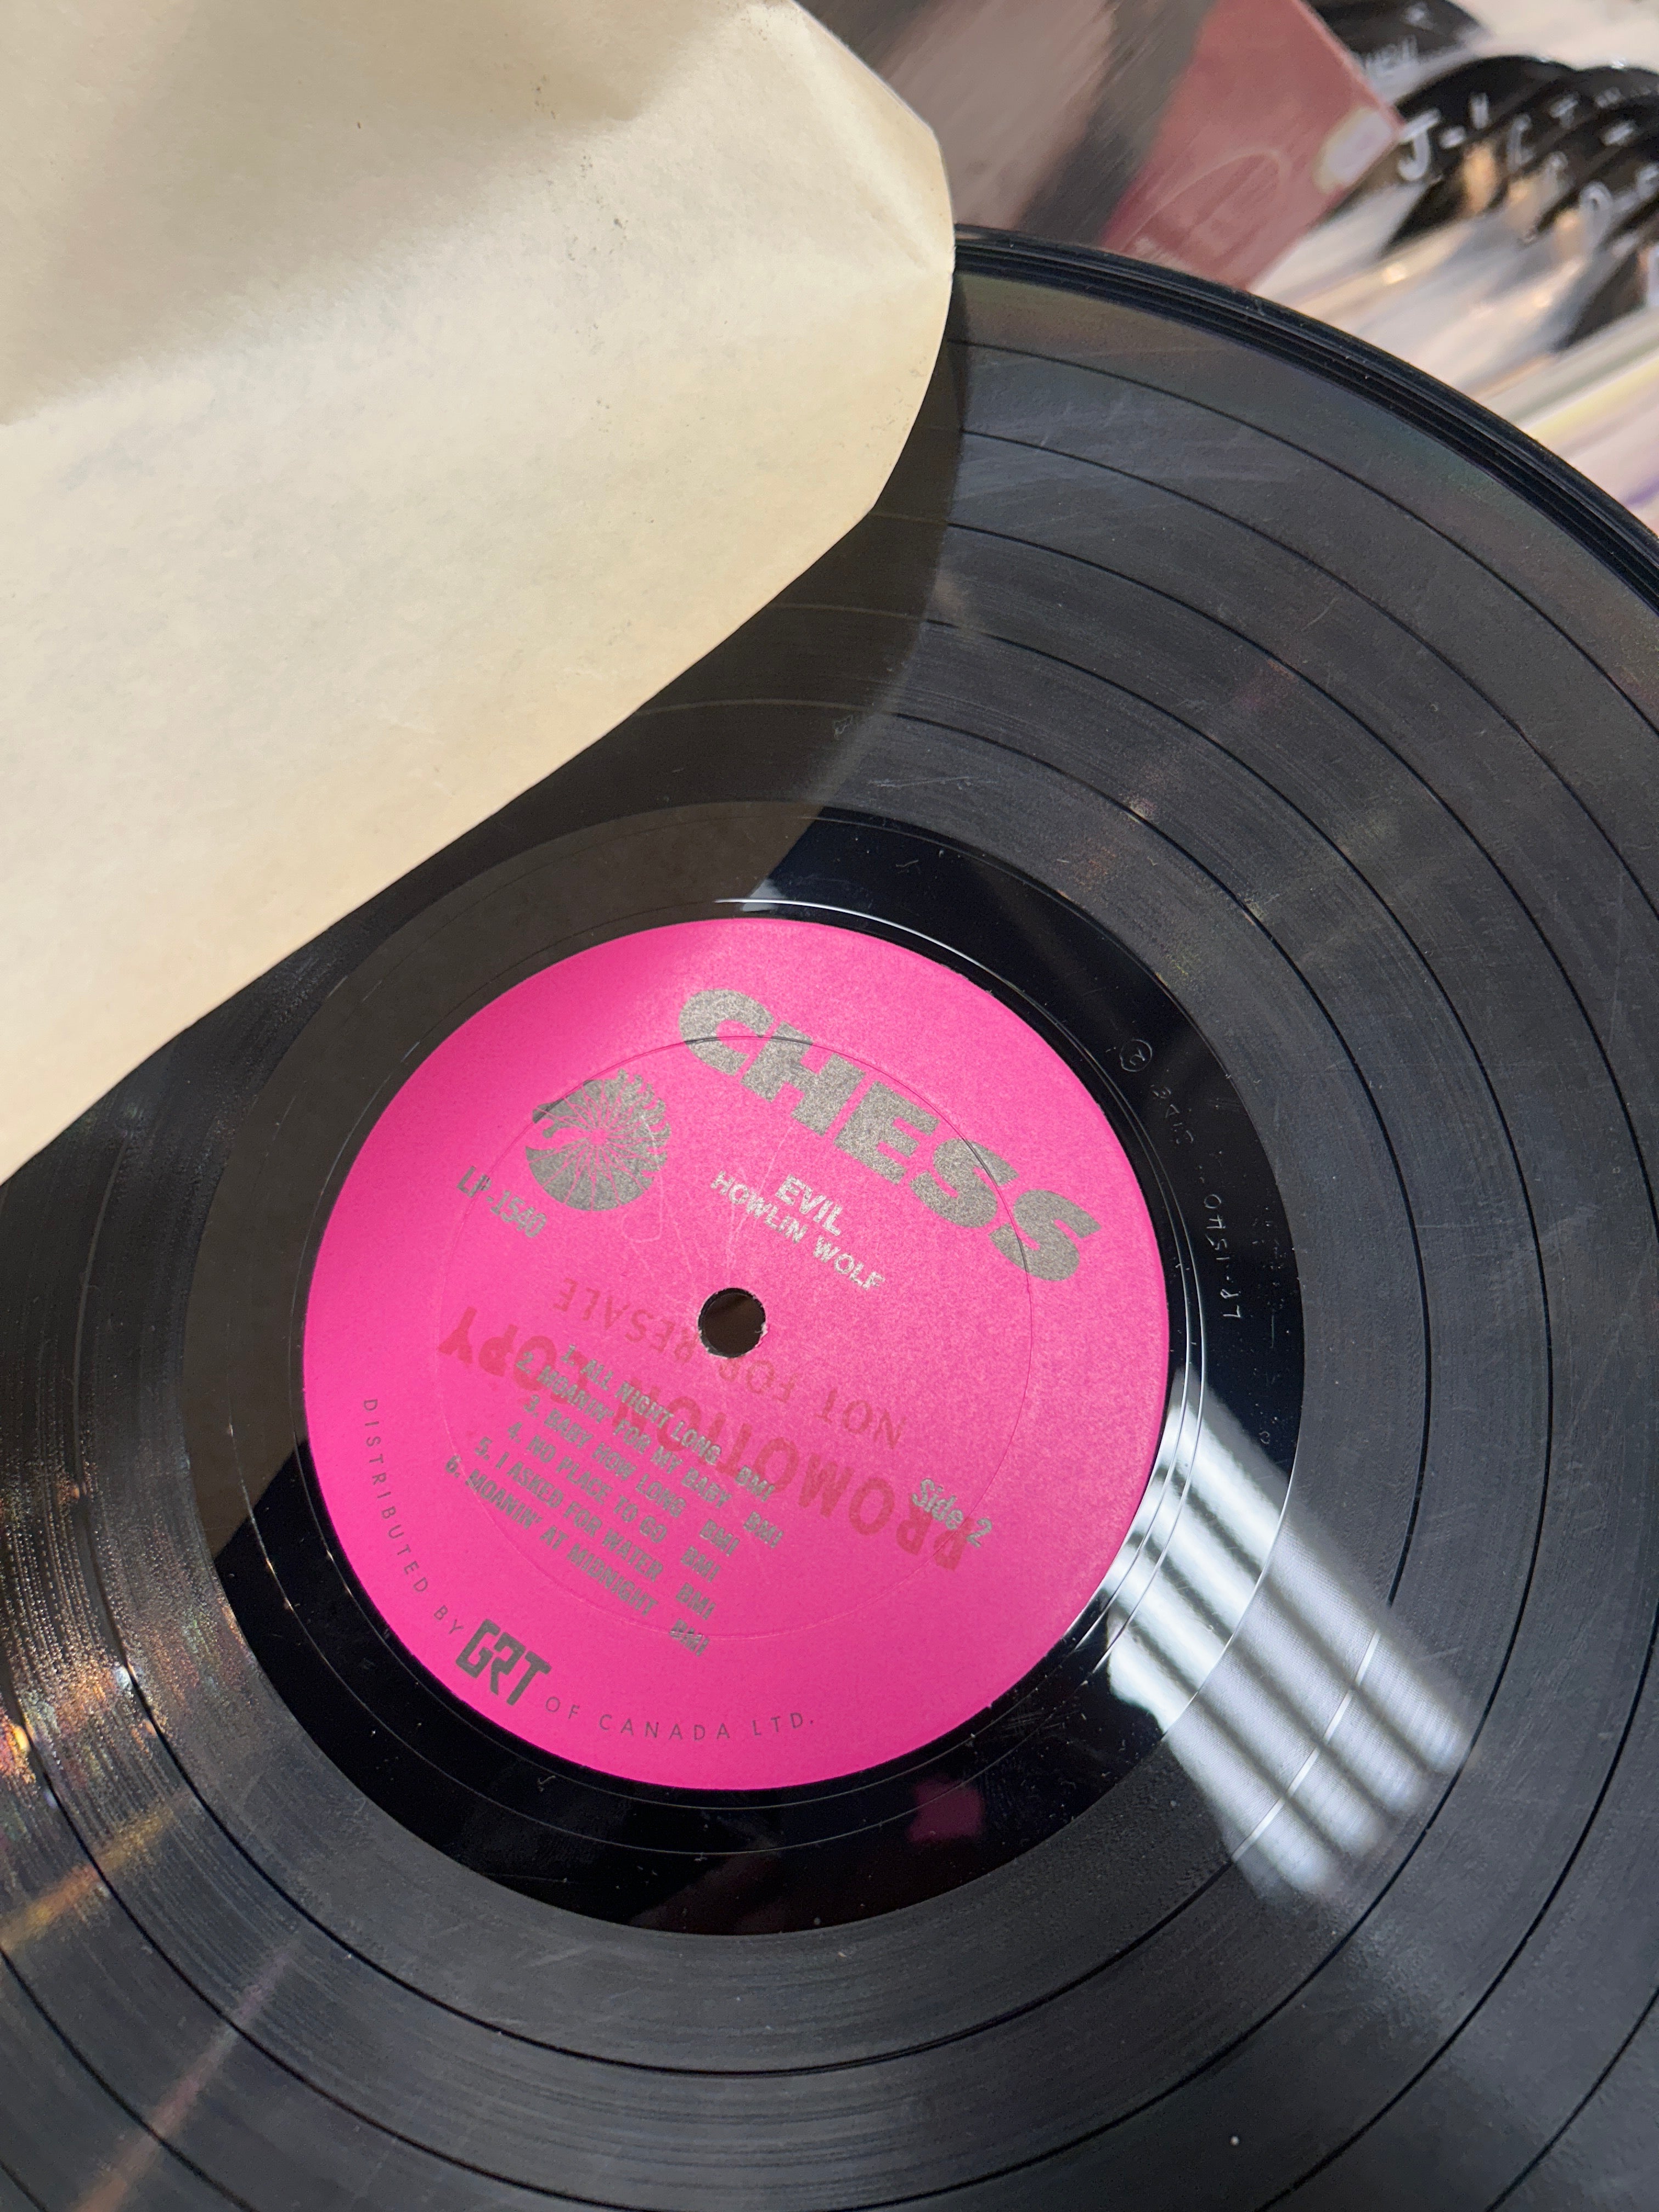 CHESS
EVIL
HOWLIN WOLF
LP-1540
Side 2
1. ALL NIGHT LONG BMI
2. MOANIN' FOR MY BABY BMI
3. BABY HOW LONG BMI
4. NO PLACE TO GO BMI
5. I ASKED FOR WATER BMI
6. MOANIN' AT MIDNIGHT BMI
PROMOTION COPY
NOT FOR RESALE
DISTRIBUTED BY GRT OF CANADA LTD.
LP-1540